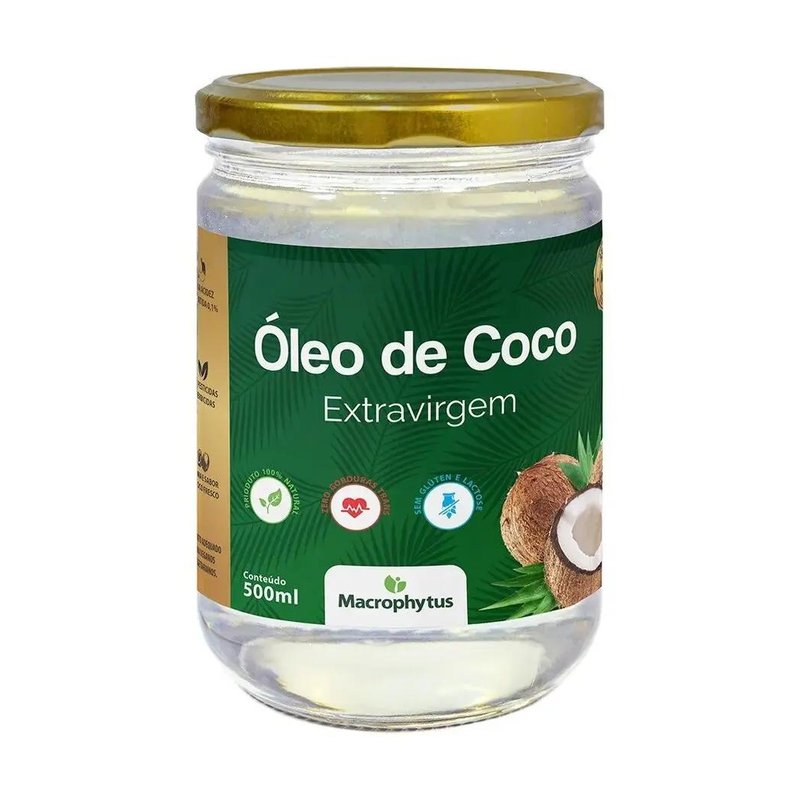 Óleo de Coco
Extravirgem
PRODUTO 100% NATURAL
ZERO GORDURAS TRANS
SEM GLÚTEN E LACTOSE
Conteúdo
500ml
Macrophytus